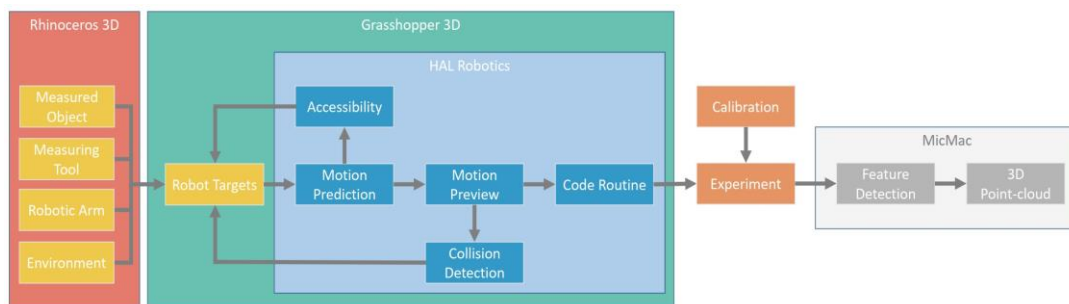 Rhinoceros 3D
Measured
Object
Measuring
Tool
Robotic Arm
Environment
Grasshopper 3D
Robot Targets
HAL Robotics
Accessibility
Motion
Prediction
Motion
Preview
Code Routine
Collision
Detection
Calibration
Experiment
MicMac
Feature
Detection
3D
Point-cloud